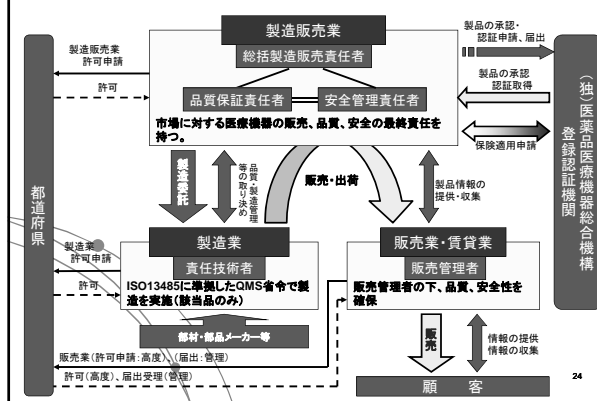 製造販売業
総括製造販売責任者
品質保証責任者
安全管理責任者
市場に対する医療機器の販売、品質、安全の最終責任を
持つ。
製造販売業
許可申請
許可
製品の承認・
認証申請、届出
製品の承認
認証取得
保険適用申請
(独)医薬品医療機器総合機構
登録認証機関
都道府県
製造委託
品質・製造管理
等の取り決め
販売・出荷
製品情報の
提供・収集
製造業
責任技術者
ISO13485に準拠したQMS省令で製
造を実施(該当品のみ)
製造業
許可申請
許可
部材・部品メーカー等
販売業・賃貸業
販売管理者
販売管理者の下、品質、安全性を
確保
販売業(許可申請:高度)、(届出:管理)
許可(高度)、届出受理(管理)
販売
情報の提供
情報の収集
顧 客
24